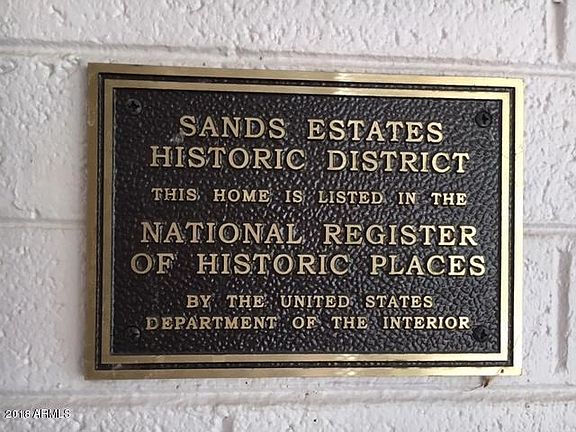 SANDS ESTATES
HISTORIC DISTRICT
THIS HOME IS LISTED IN THE
NATIONAL REGISTER
OF HISTORIC PLACES
BY THE UNITED STATES
DEPARTMENT OF THE INTERIOR
2018 ARMLS